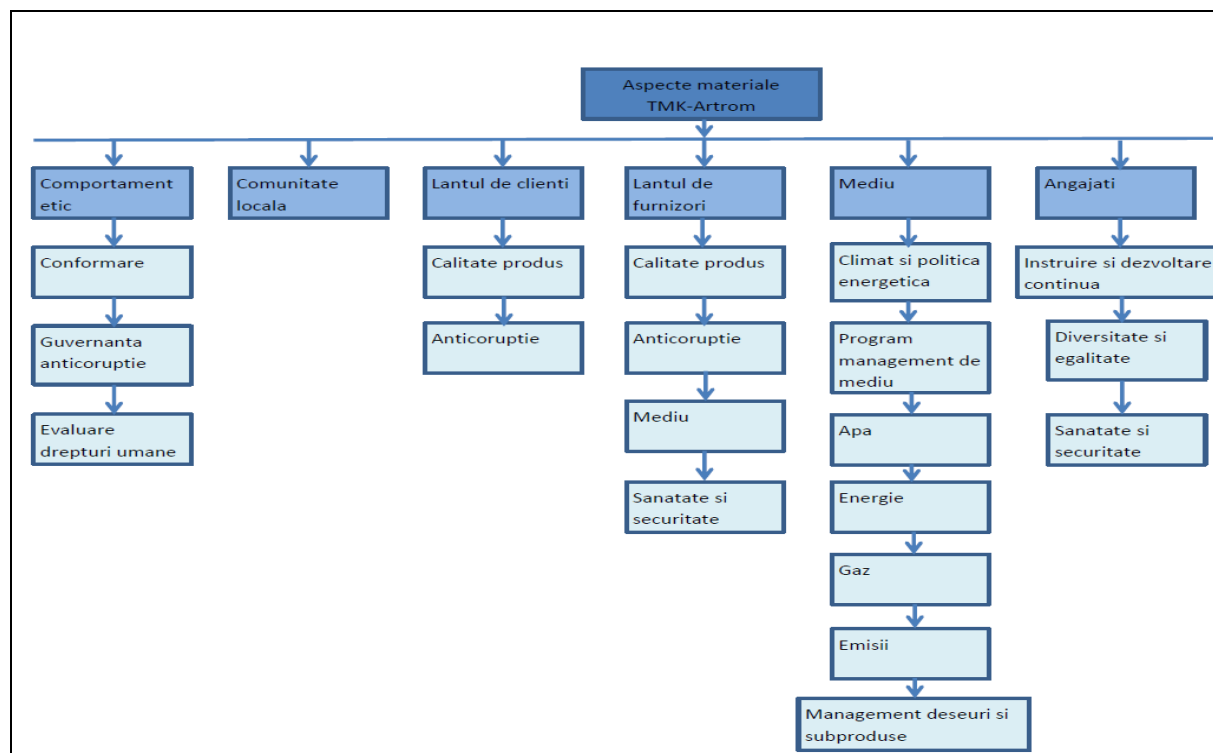 Aspecte materiale
TMK-Artrom
Comportament
etic
Comunitate
locala
Lantul de clienti
Lantul de
furnizori
Mediu
Angajati
Conformare
Calitate produs
Calitate produs
Climat si politica
energetica
Instruire si dezvoltare
continua
Guvernanta
anticoruptie
Anticoruptie
Anticoruptie
Program
management de
mediu
Diversitate si
egalitate
Evaluare
drepturi umane
Mediu
Apa
Sanatate si
securitate
Sanatate si
securitate
Energie
Gaz
Emisii
Management deseuri si
subproduse